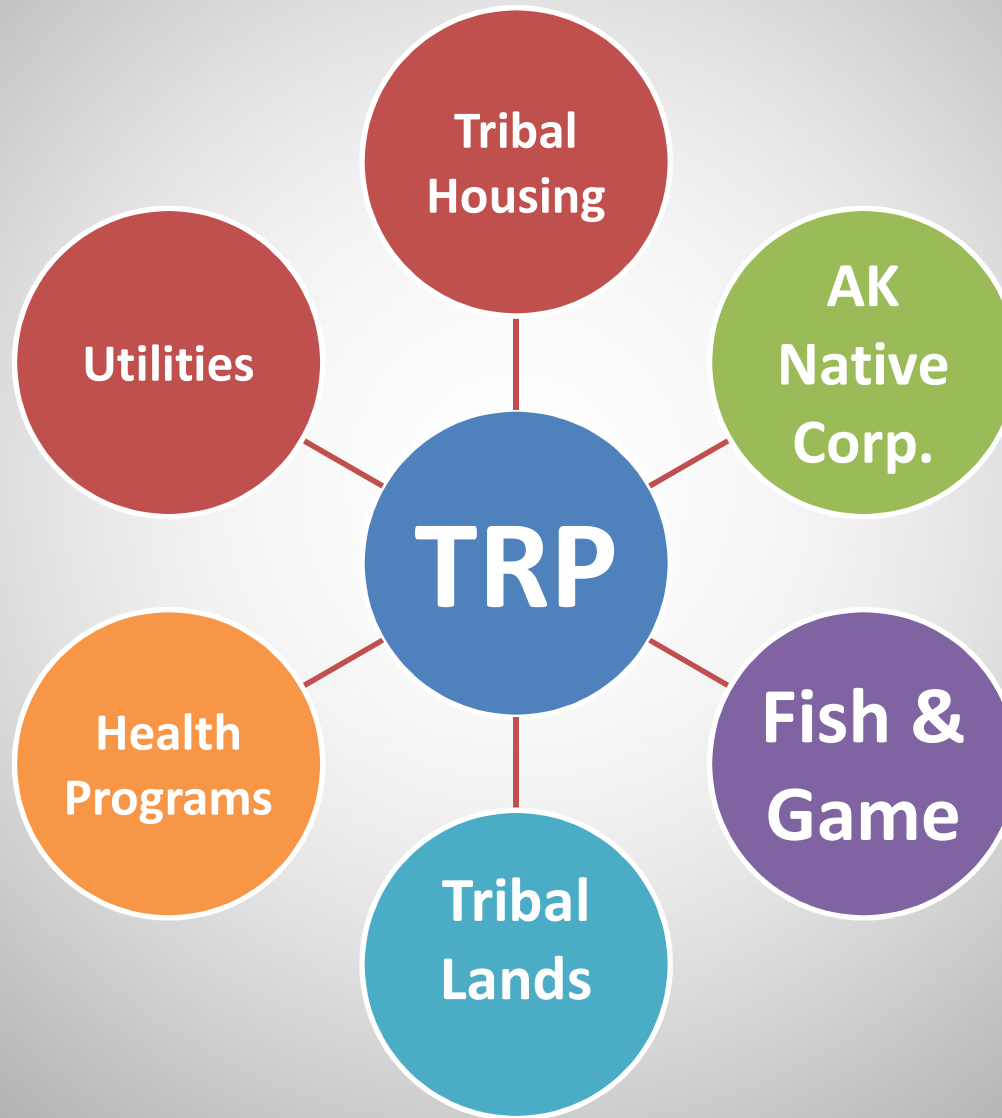 Tribal
Housing
Utilities
AK
Native
Corp.
TRP
Health
Programs
Fish &
Game
Tribal
Lands